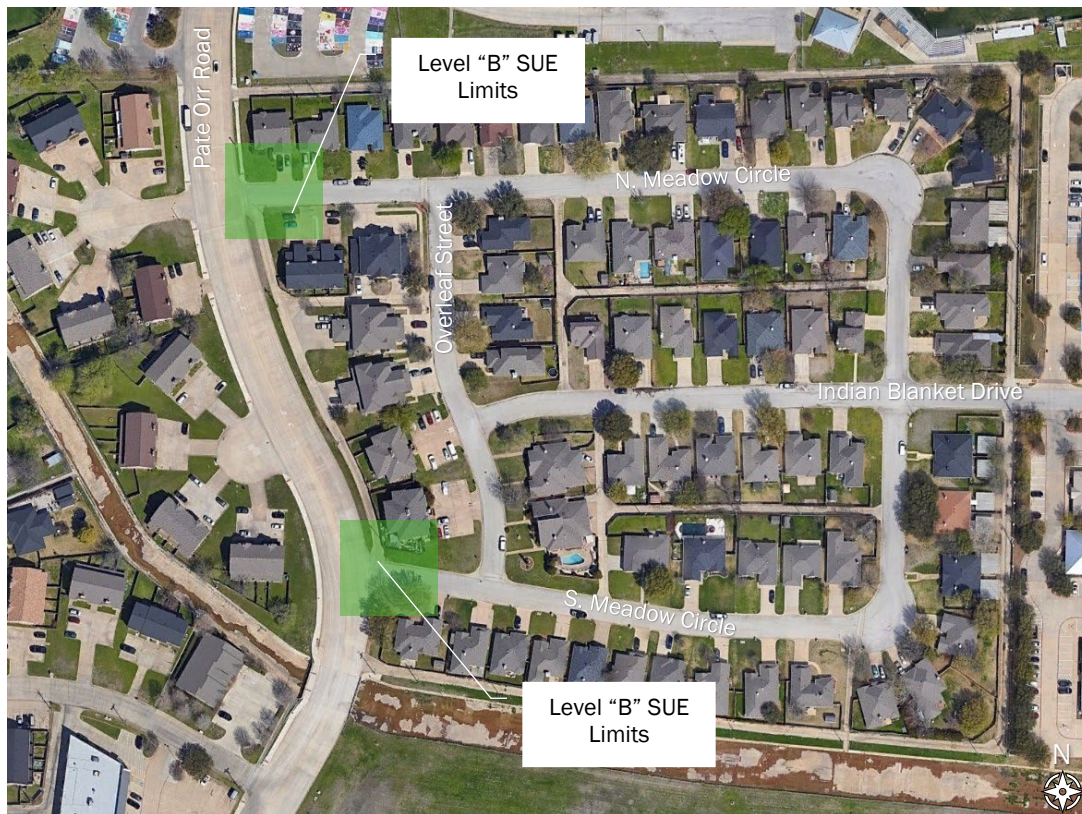 Level “B” SUE
Limits
Pate Orr Road
N. Meadow Circle
Overleaf Street
Indian Blanket Drive
S. Meadow Circle
Level “B” SUE
Limits
N